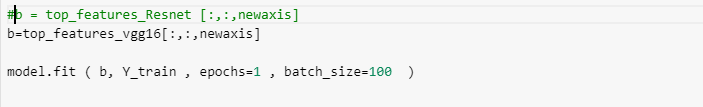 #b = top_features_Resnet [:,:,newaxis]
b=top_features_vgg16[:,:,newaxis]
model.fit ( b, Y_train , epochs=1 , batch_size=100  )